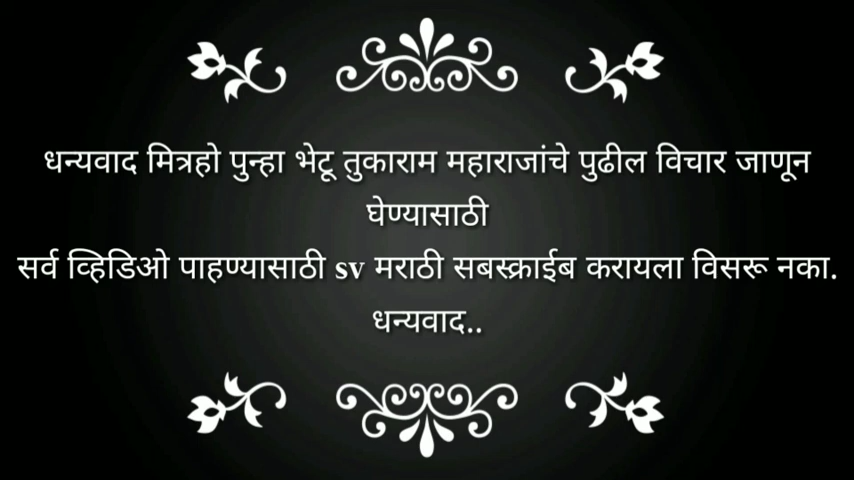 धन्यवाद मित्रहो पुन्हा भेटू तुकाराम महाराजांचे पुढील विचार जाणून
घेण्यासाठी
सर्व व्हिडिओ पाहण्यासाठी sv मराठी सबस्क्राईब करायला विसरू नका.
धन्यवाद..